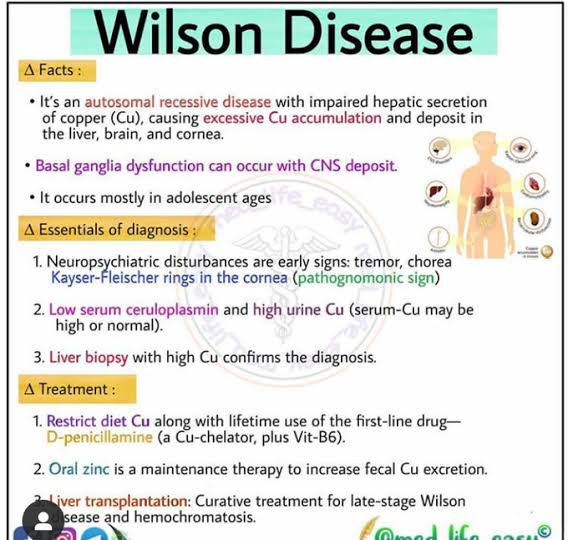 Wilson Disease
Δ Facts :
• It's an autosomal recessive disease with impaired hepatic secretion
of copper (Cu), causing excessive Cu accumulation and deposit in
the liver, brain, and cornea.
• Basal ganglia dysfunction can occur with CNS deposit.
• It occurs mostly in adolescent ages
Δ Essentials of diagnosis :
1. Neuropsychiatric disturbances are early signs: tremor, chorea
Kayser-Fleischer rings in the cornea (pathognomonic sign)
2. Low serum ceruloplasmin and high urine Cu (serum-Cu may be
high or normal).
3. Liver biopsy with high Cu confirms the diagnosis.
Δ Treatment :
1. Restrict diet Cu along with lifetime use of the first-line drug—
D-penicillamine (a Cu-chelator, plus Vit-B6).
2. Oral zinc is a maintenance therapy to increase fecal Cu excretion.
3. Liver transplantation: Curative treatment for late-stage Wilson
disease and hemochromatosis.
@med_life_easy©